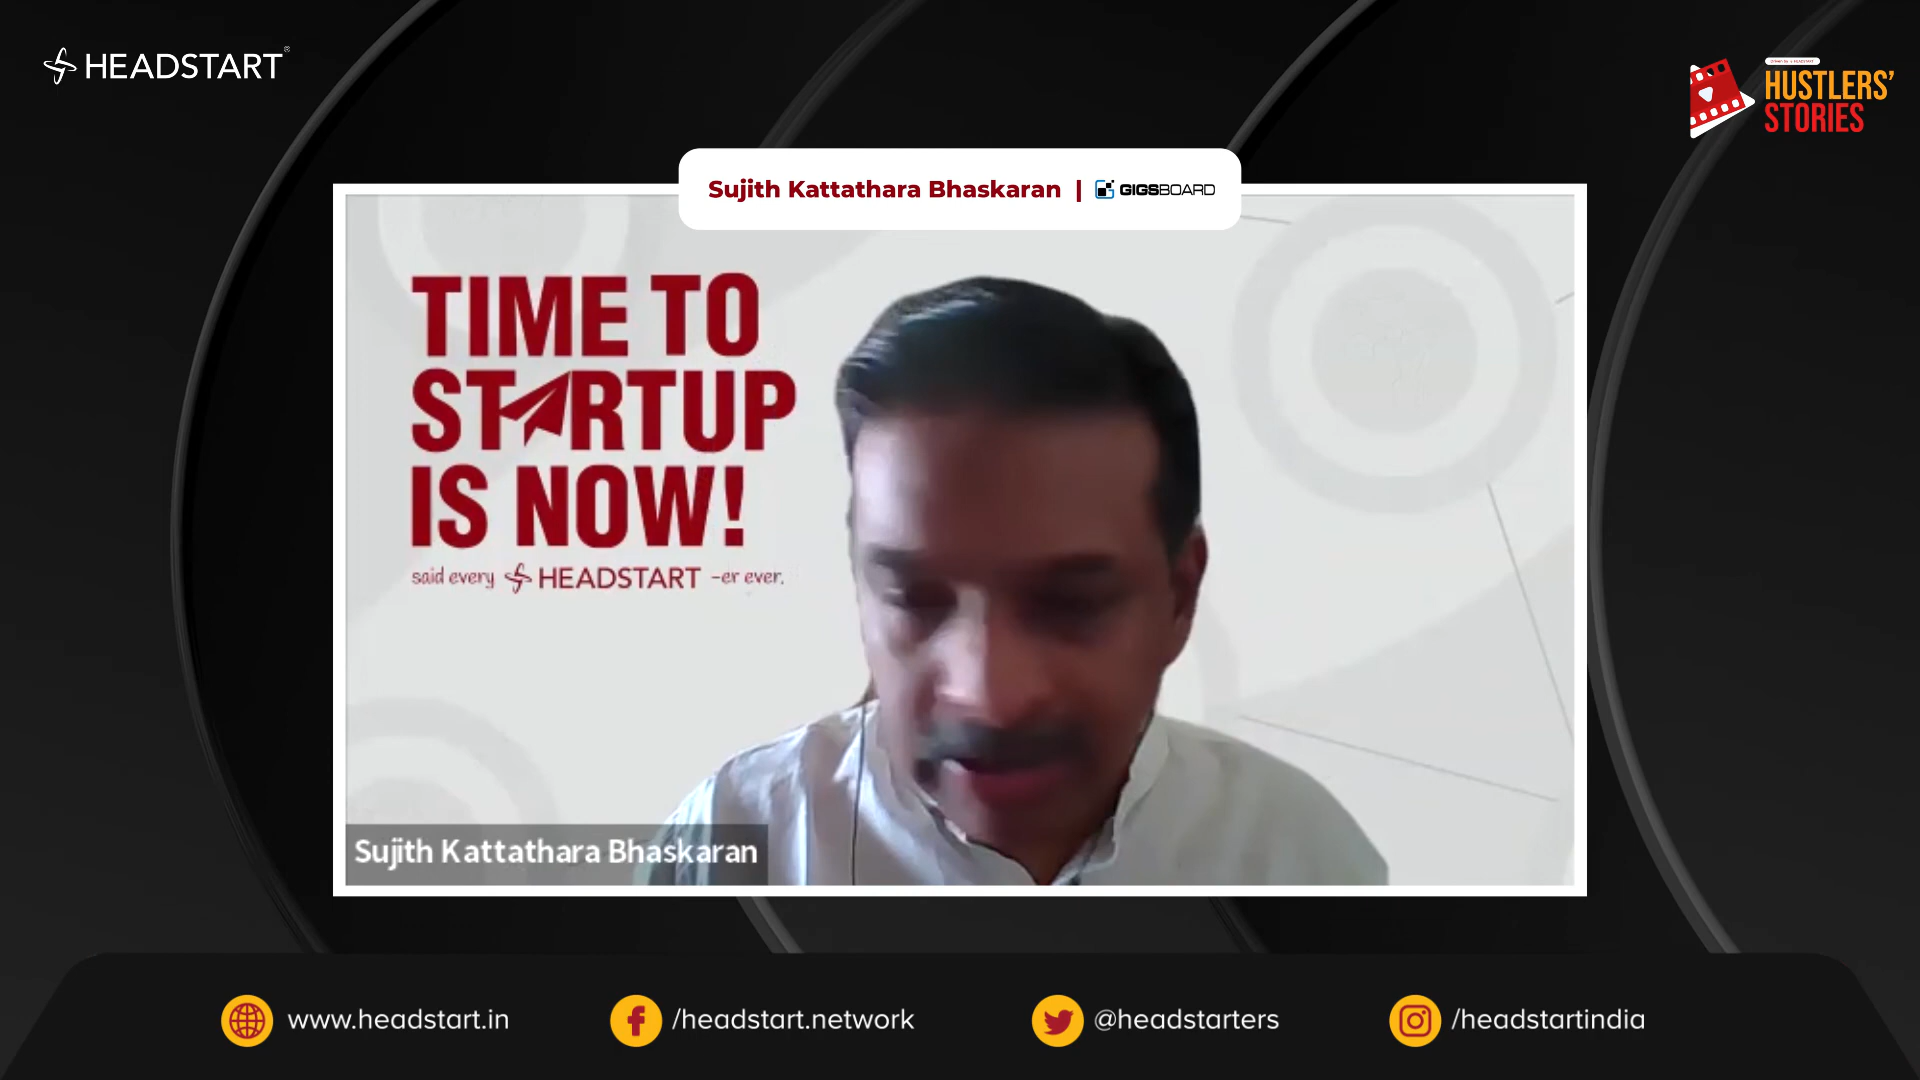 HEADSTART
HUSTLERS'
STORIES
Sujith Kattathara Bhaskaran | GIGSBOARD
TIME TO
STARTUP
IS NOW!
said every HEADSTART -er ever.
Sujith Kattathara Bhaskaran
www.headstart.in
/headstart.network
@headstarters
/headstartindia